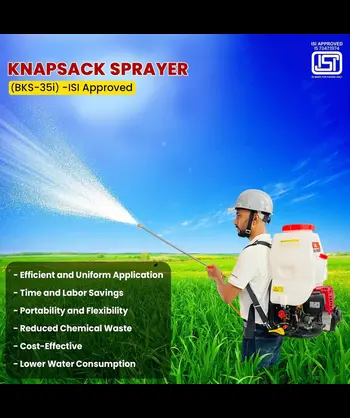 ISI APPROVED
KNAPSACK SPRAYER
(BKS-35i) -ISI Approved
- Efficient and Uniform Application
- Time and Labor Savings
- Portability and Flexibility
- Reduced Chemical Waste
- Cost-Effective
- Lower Water Consumption